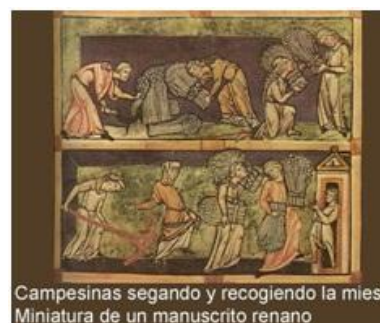 Campesinas segando y recogiendo la mies
Miniatura de un manuscrito renano